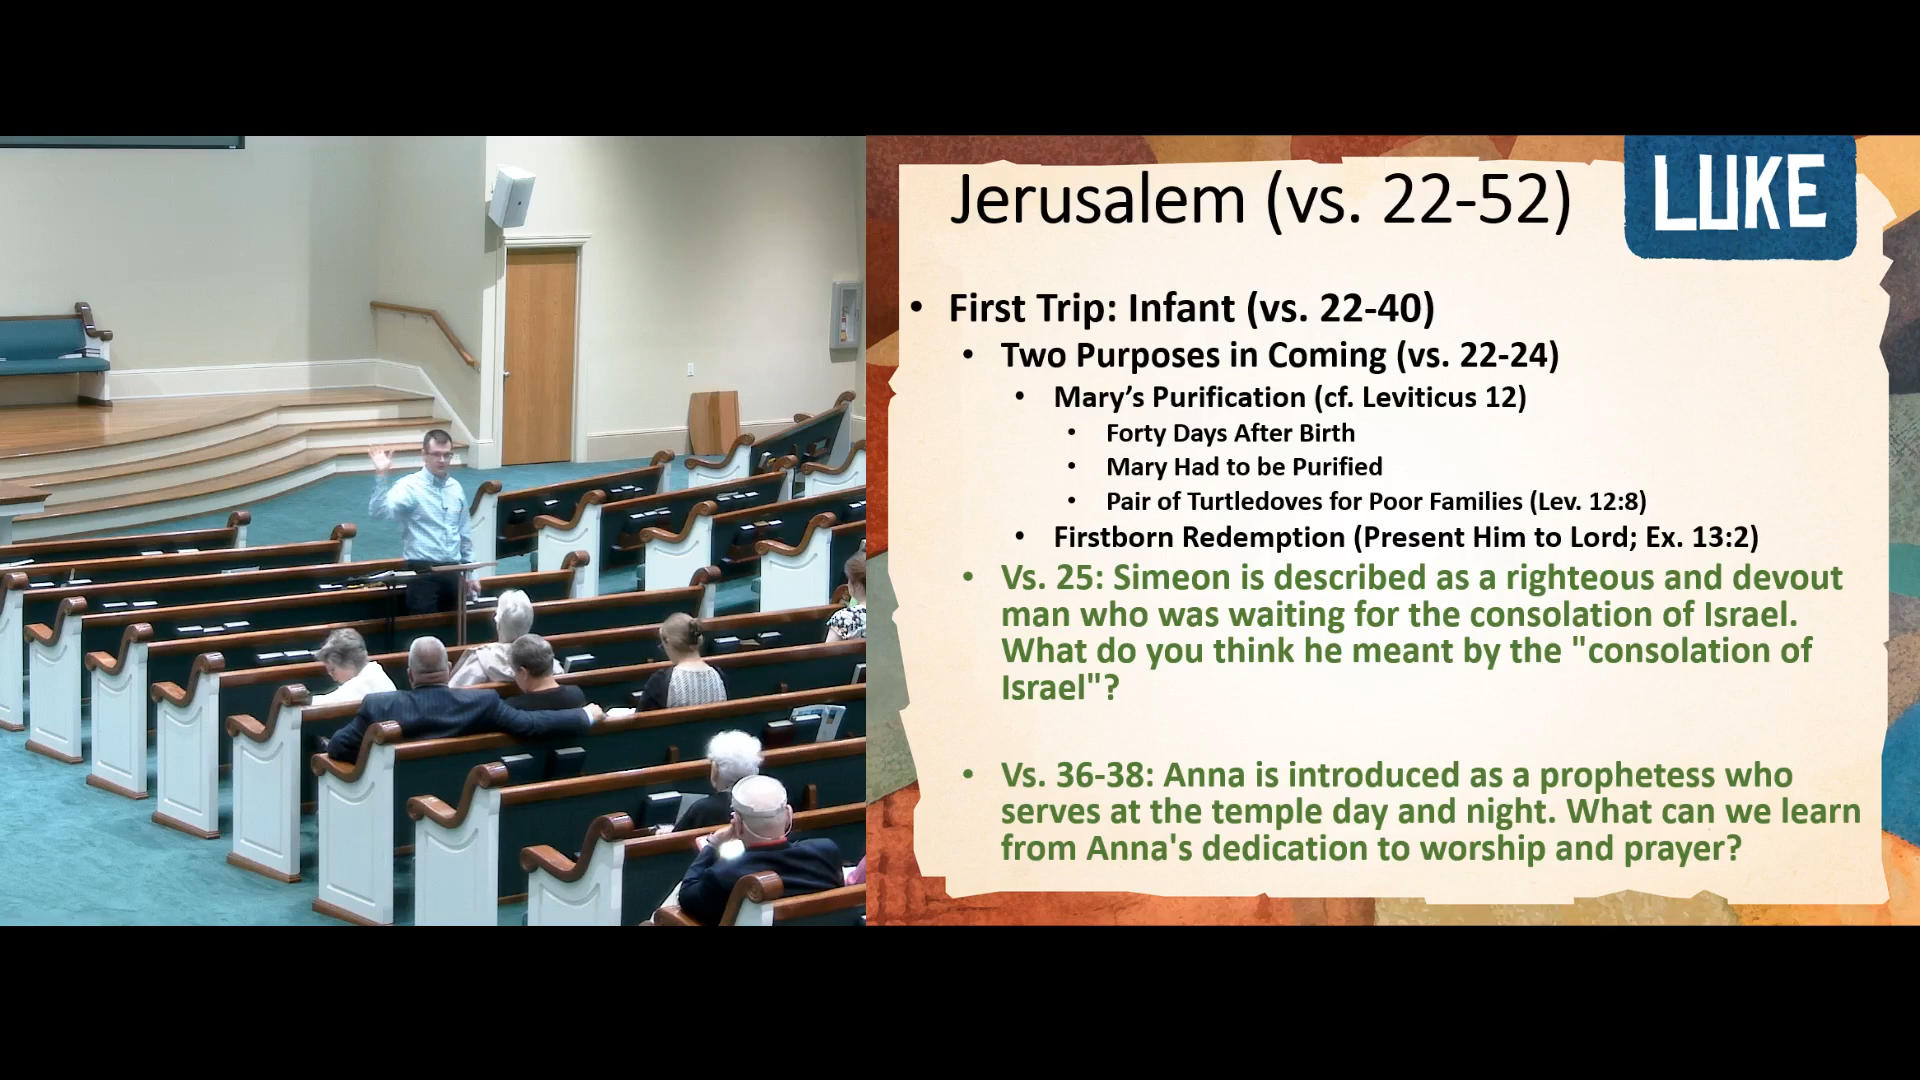 Jerusalem (vs. 22-52)
LUKE
• First Trip: Infant (vs. 22-40)
• Two Purposes in Coming (vs. 22-24)
• Mary’s Purification (cf. Leviticus 12)
• Forty Days After Birth
• Mary Had to be Purified
• Pair of Turtledoves for Poor Families (Lev. 12:8)
• Firstborn Redemption (Present Him to Lord; Ex. 13:2)
• Vs. 25: Simeon is described as a righteous and devout
man who was waiting for the consolation of Israel.
What do you think he meant by the "consolation of
Israel"?
• Vs. 36-38: Anna is introduced as a prophetess who
serves at the temple day and night. What can we learn
from Anna's dedication to worship and prayer?